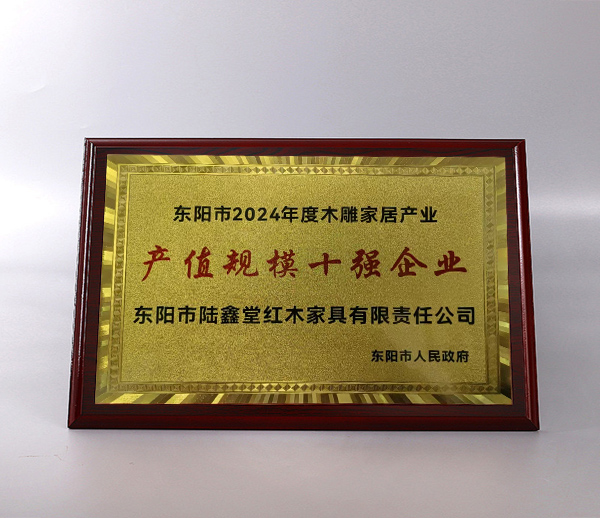 东阳市2024年度木雕家居产业
产值规模十强企业
东阳市陆鑫堂红木家具有限责任公司
东阳市人民政府